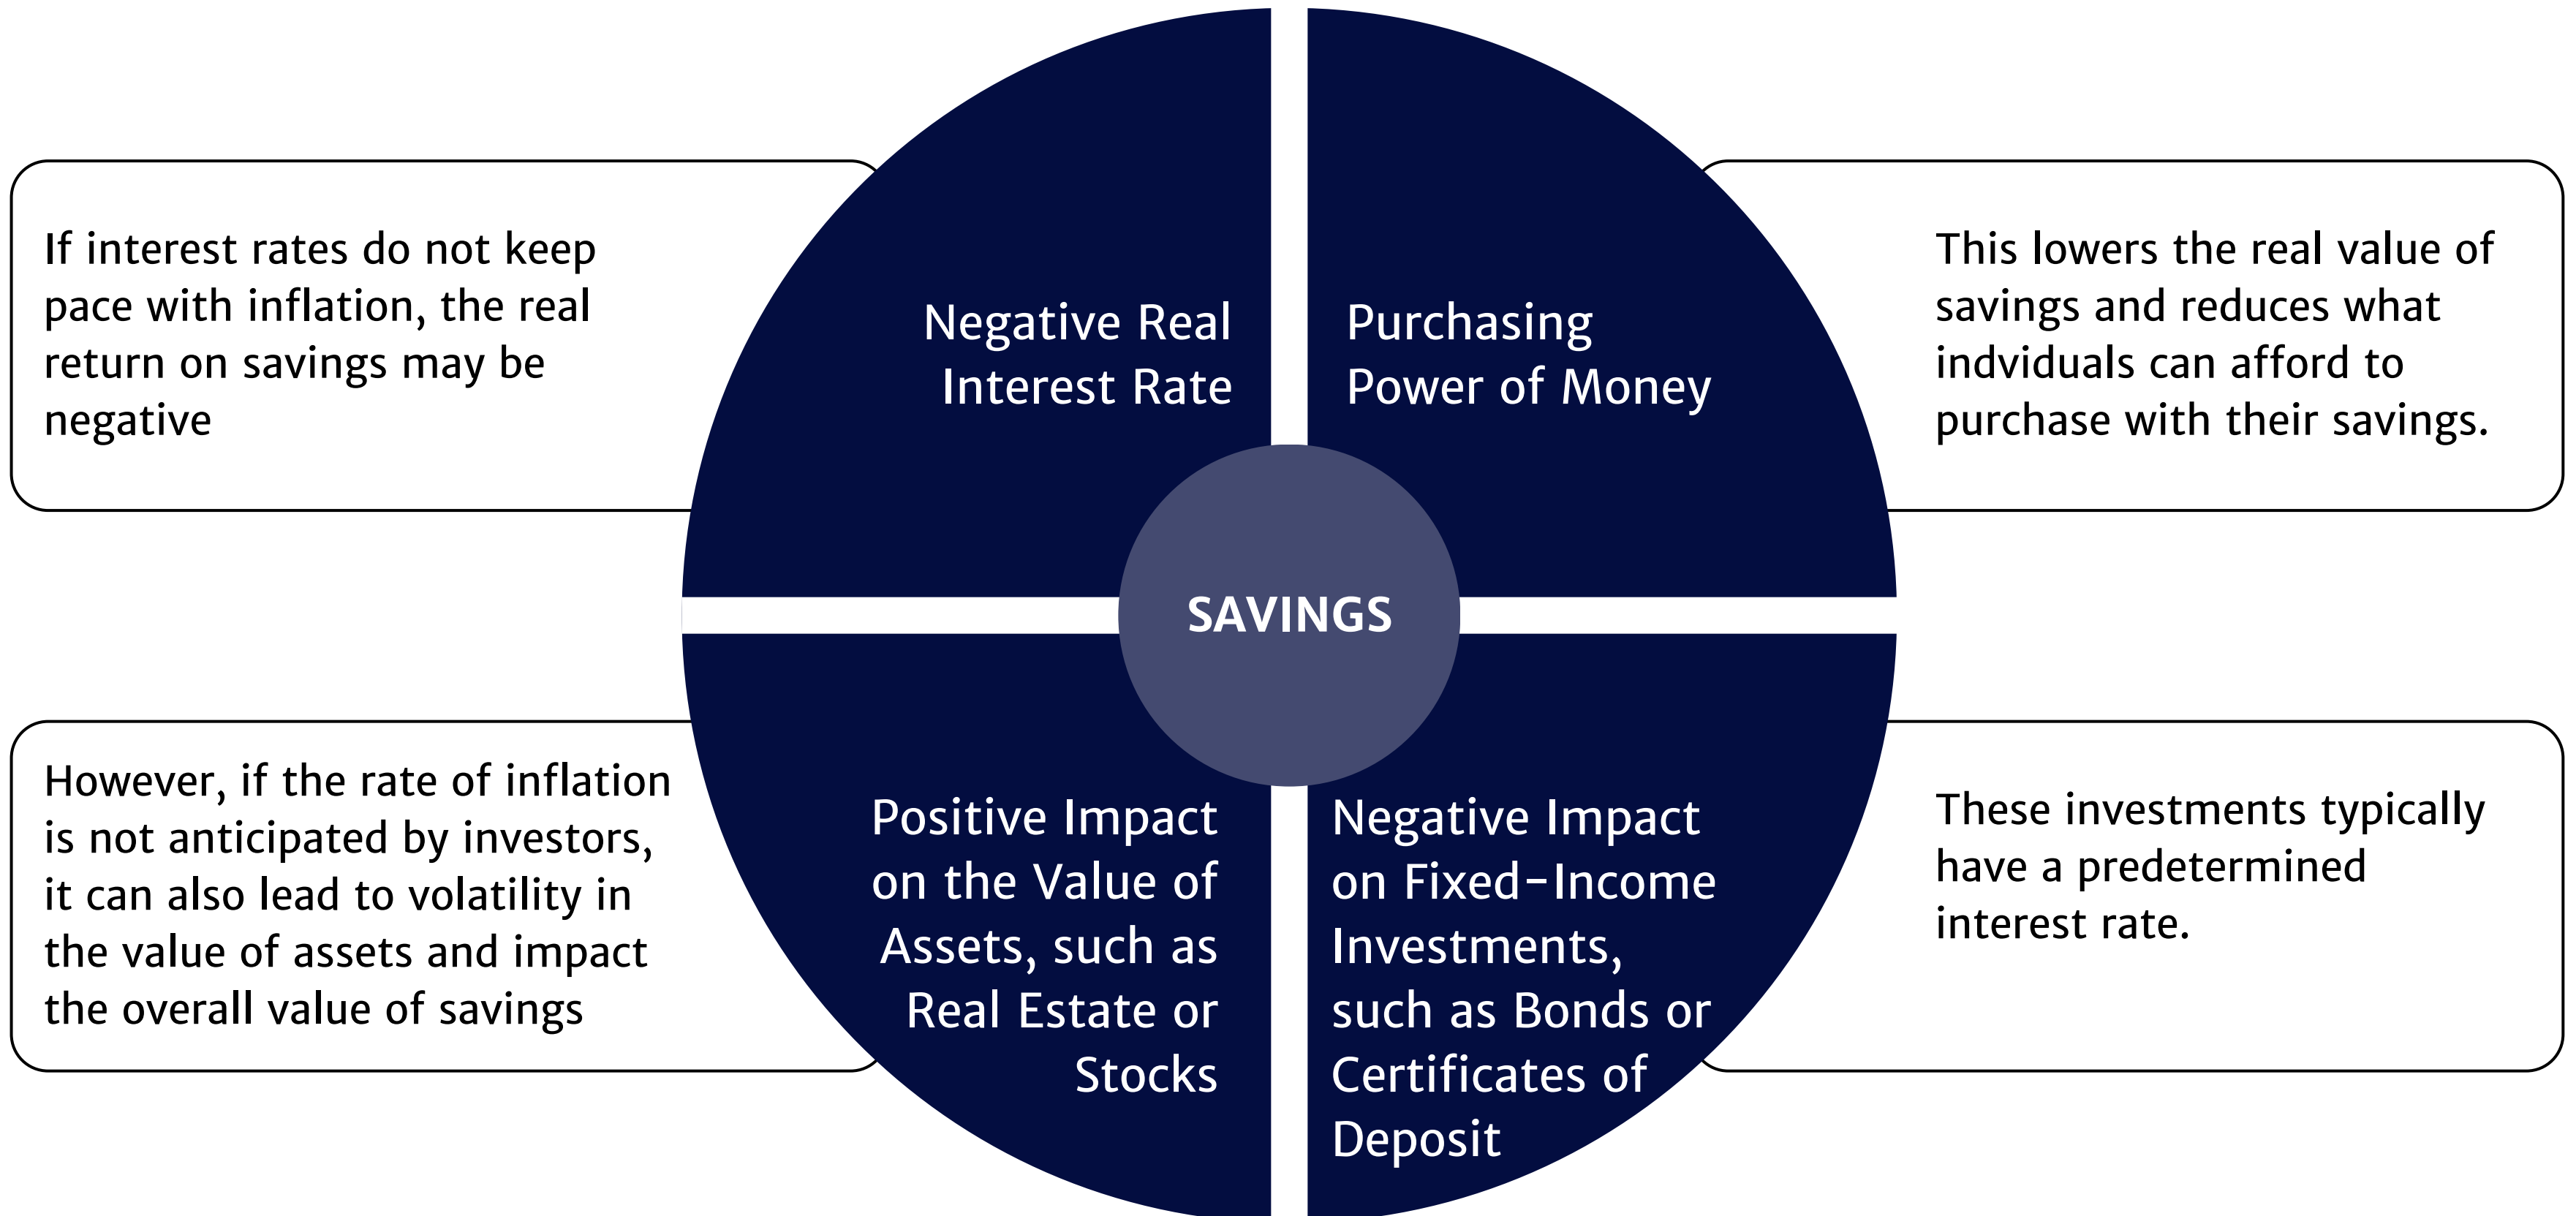 If interest rates do not keep
pace with inflation, the real
return on savings may be
negative
Negative Real
Interest Rate
Purchasing
Power of Money
This lowers the real value of
savings and reduces what
indviduals can afford to
purchase with their savings.
SAVINGS
However, if the rate of inflation
is not anticipated by investors,
it can also lead to volatility in
the value of assets and impact
the overall value of savings
Positive Impact
on the Value of
Assets, such as
Real Estate or
Stocks
Negative Impact
on Fixed-Income
Investments,
such as Bonds or
Certificates of
Deposit
These investments typically
have a predetermined
interest rate.